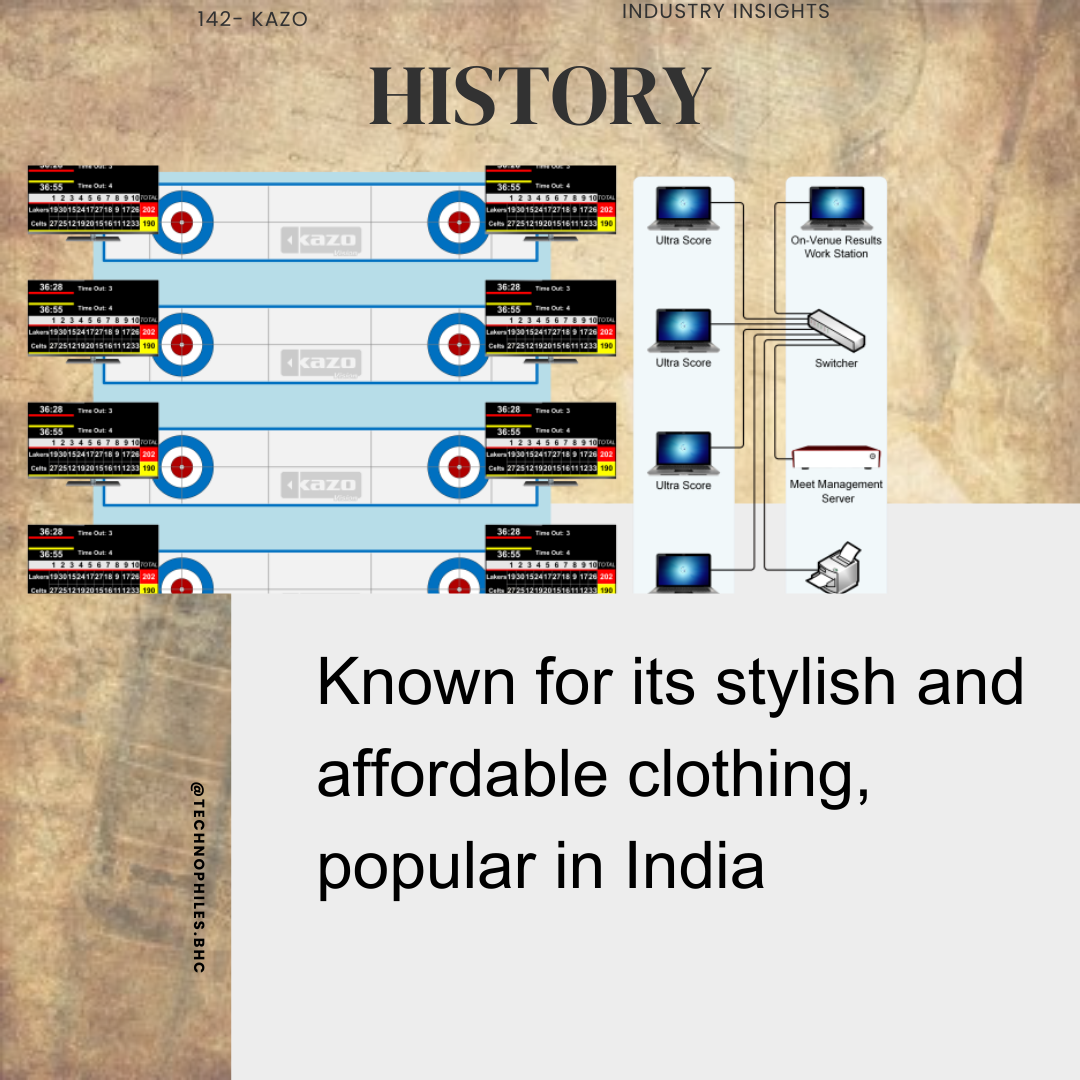 142- KAZO
INDUSTRY INSIGHTS
HISTORY
36:55 Time Out: 4
1 2 3 4 5 6 7 8 9 10 TOTAL
Lakers 19 30 15 24 17 27 18 9 17 26 202
Celts 27 25 12 20 15 16 11 12 33 190
36:55 Time Out: 4
1 2 3 4 5 6 7 8 9 10 TOTAL
Lakers 19 30 15 24 17 27 18 9 17 26 202
Celts 27 25 12 20 15 16 11 12 33 190
kazo
Ultra Score
On-Venue Results
Work Station
36:28 Time Out: 3
36:55 Time Out: 4
1 2 3 4 5 6 7 8 9 10 TOTAL
Lakers 19 30 15 24 17 27 18 9 17 26 202
Celts 27 25 12 20 15 16 11 12 33 190
36:28 Time Out: 3
36:55 Time Out: 4
1 2 3 4 5 6 7 8 9 10 TOTAL
Lakers 19 30 15 24 17 27 18 9 17 26 202
Celts 27 25 12 20 15 16 11 12 33 190
kazo
Ultra Score
Switcher
36:28 Time Out: 3
36:55 Time Out: 4
1 2 3 4 5 6 7 8 9 10 TOTAL
Lakers 19 30 15 24 17 27 18 9 17 26 202
Celts 27 25 12 20 15 16 11 12 33 190
36:28 Time Out: 3
36:55 Time Out: 4
1 2 3 4 5 6 7 8 9 10 TOTAL
Lakers 19 30 15 24 17 27 18 9 17 26 202
Celts 27 25 12 20 15 16 11 12 33 190
kazo
Ultra Score
Meet Management
Server
36:28 Time Out: 3
36:55 Time Out: 4
1 2 3 4 5 6 7 8 9 10 TOTAL
Lakers 19 30 15 24 17 27 18 9 17 26 202
Celts 27 25 12 20 15 16 11 12 33 190
36:28 Time Out: 3
36:55 Time Out: 4
1 2 3 4 5 6 7 8 9 10 TOTAL
Lakers 19 30 15 24 17 27 18 9 17 26 202
Celts 27 25 12 20 15 16 11 12 33 190
Known for its stylish and
affordable clothing,
popular in India
@TECHNOPHILES.BHC